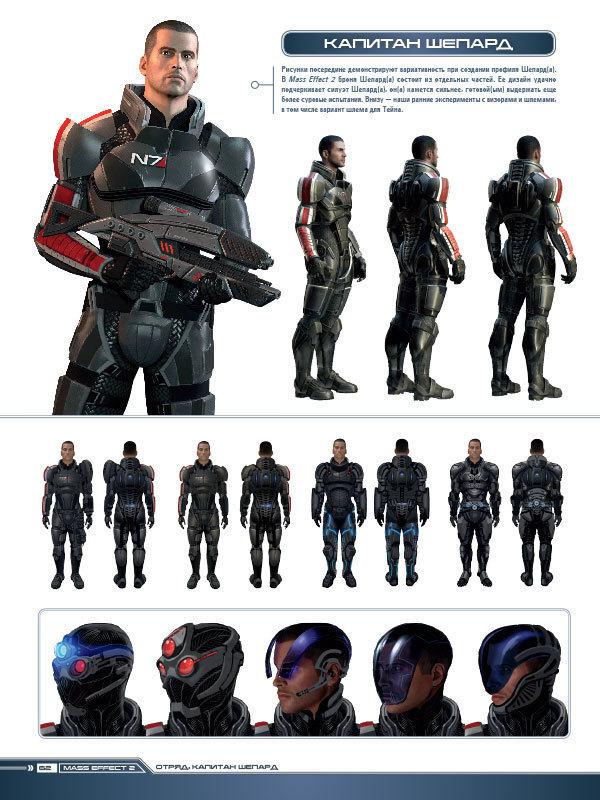 КАПИТАН ШЕПАРД
Рисунки посередине демонстрируют вариативность при создании профиля Шепард(а).
В Mass Effect 2 броня Шепард(а) состоит из отдельных частей. Ее дизайн удачно
подчеркивает силуэт Шепард(а), он(а) кажется сильнее, готовой(ым) выдержать еще
более суровые испытания. Внизу — наши ранние эксперименты с визорами и шлемами,
в том числе вариант шлема для Тейна.
N7
62 MASS EFFECT 2 ОТРЯД, КАПИТАН ШЕПАРД